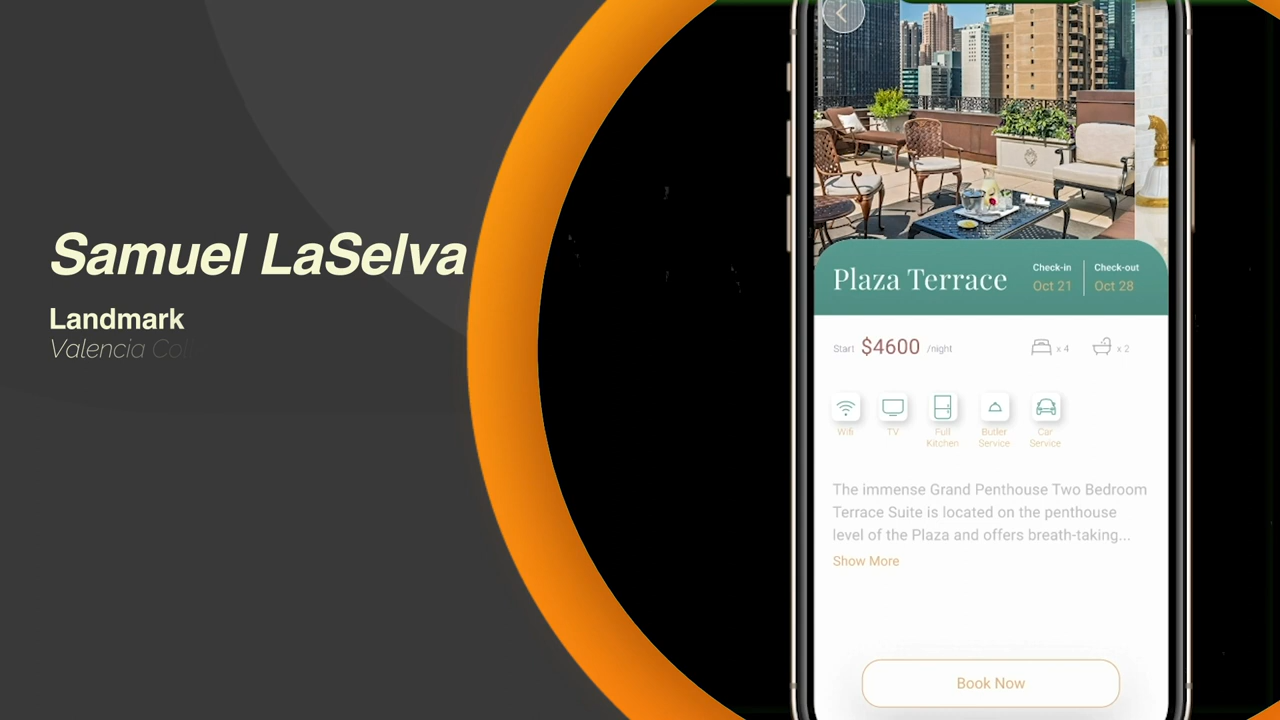 Samuel LaSelva
Landmark
Valencia Coll
Plaza Terrace
Check-in
Oct 21
Check-out
Oct 28
Start $4600 /night
x 4
x 2
Wifi
TV
Full
Kitchen
Butler
Service
Car
Service
The immense Grand Penthouse Two Bedroom
Terrace Suite is located on the penthouse
level of the Plaza and offers breath-taking...
Show More
Book Now